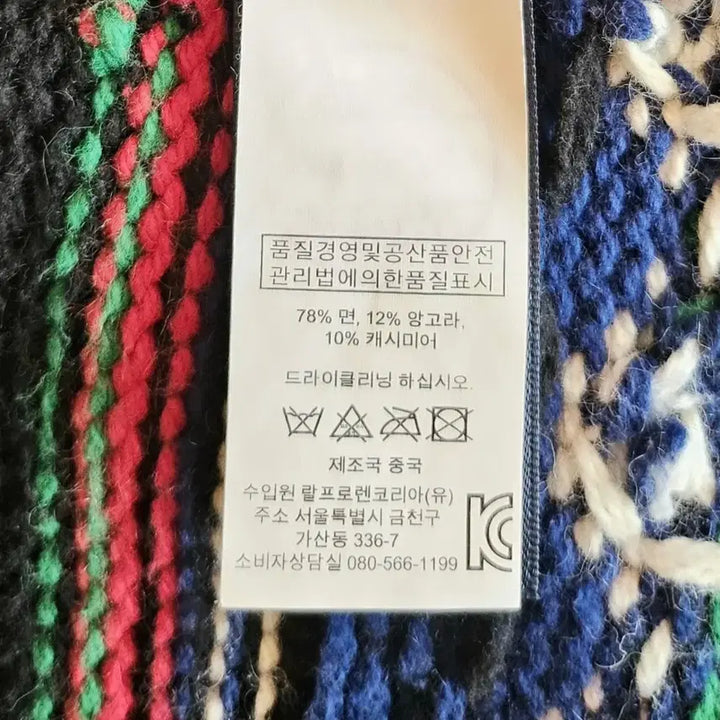 품질경영및공산품안전
관리법에의한품질표시
78% 면, 12% 앙고라,
10% 캐시미어
드라이클리닝 하십시오.
제조국 중국
수입원 랄프로렌코리아(유)
주소 서울특별시 금천구
가산동 336-7
소비자상담실 080-566-1199